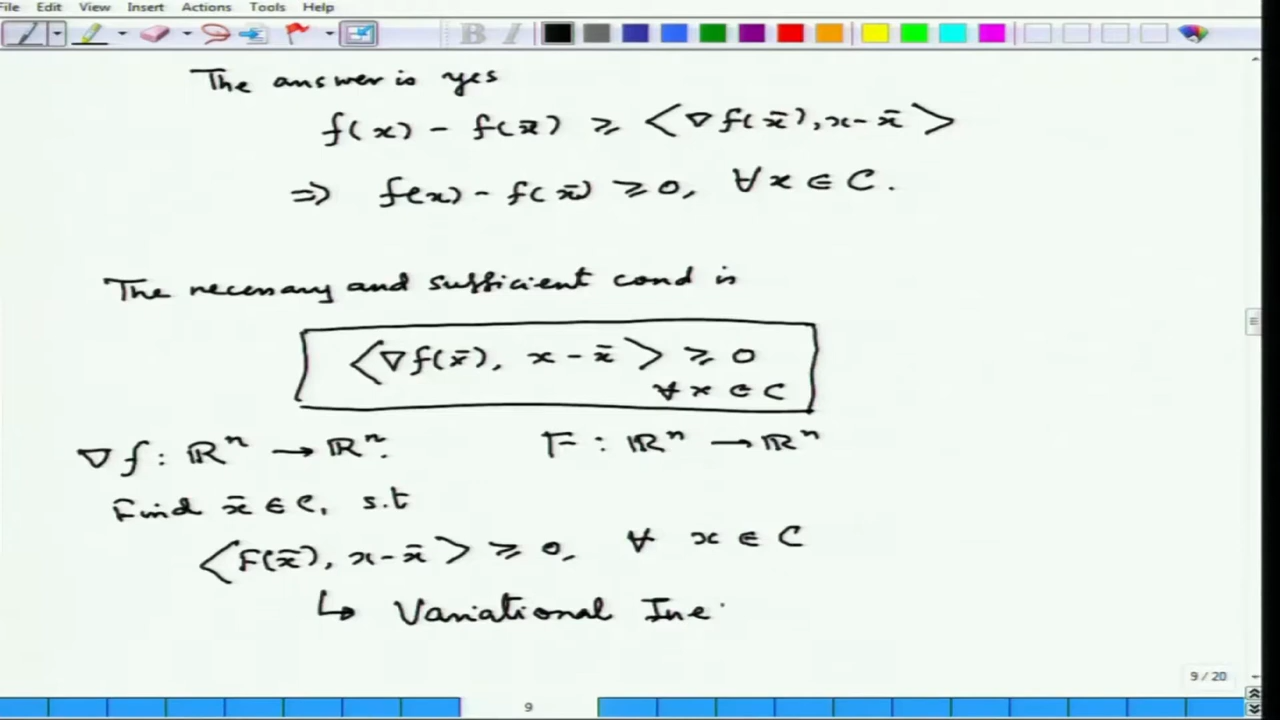 File Edit View Insert Actions Tools Help
The answer is yes
f(x) - f(x̄) ≥ <∇f(x̄), x-x̄>
⇒ f(x) - f(x̄) ≥ 0, ∀x ∈ C.
The necessary and sufficient cond is
<∇f(x̄), x-x̄> ≥ 0
∀ x ∈ C
∇f: ℝⁿ → ℝⁿ. F: ℝⁿ → ℝⁿ
Find x̄ ∈ C, s.t
<F(x̄), x-x̄> ≥ 0, ∀ x ∈ C
↳ Variational Ine
9 / 20
9